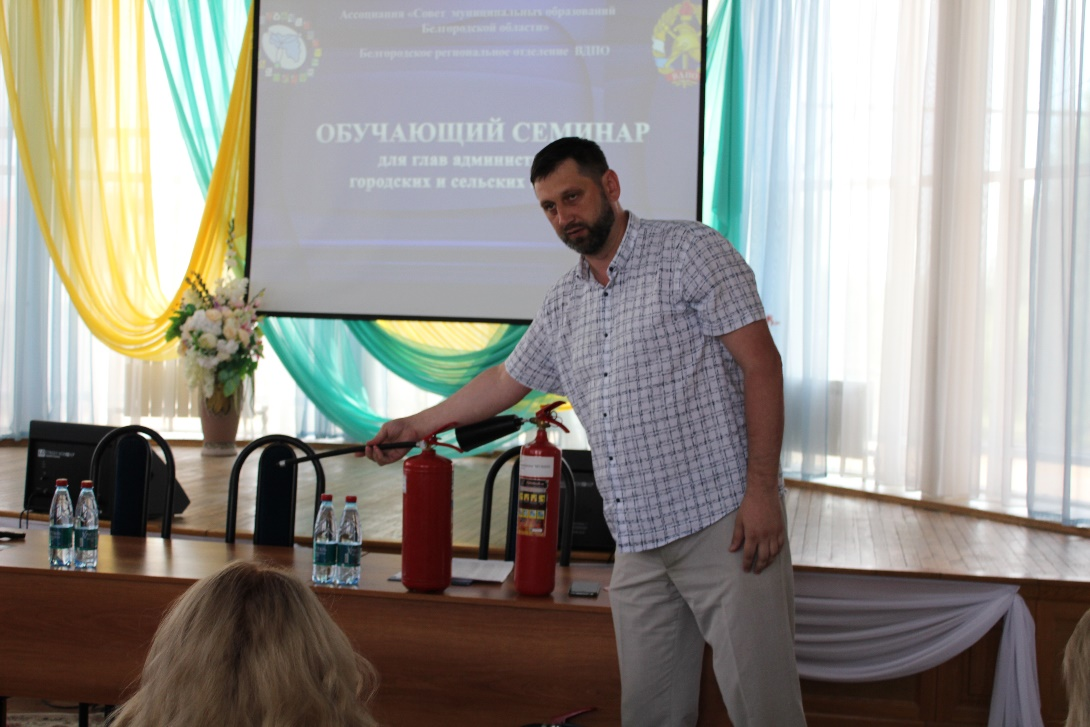 Ассоциация «Совет муниципальных образований
Белгородской области»
Белгородское региональное отделение ВДПО
ОБУЧАЮЩИЙ СЕМИНАР
для глав админист
городских и сельских